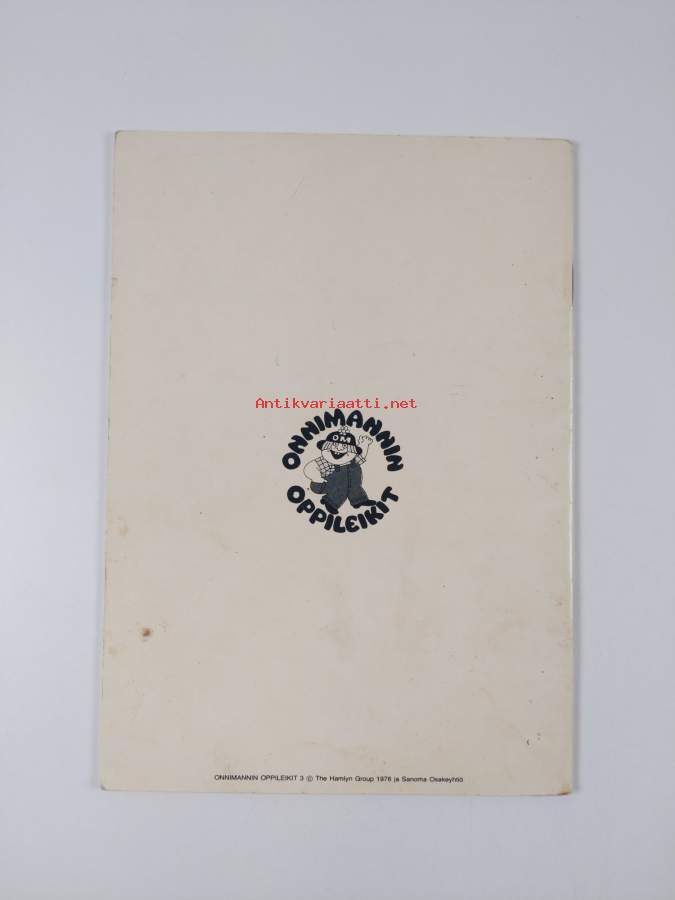 Antikvariaatti.net
ONNIMANNIN
OM
OPPILEIKIT
ONNIMANNIN OPPILEIKIT 3 © The Hamlyn Group 1976 ja Sanoma Osakeyhtiö